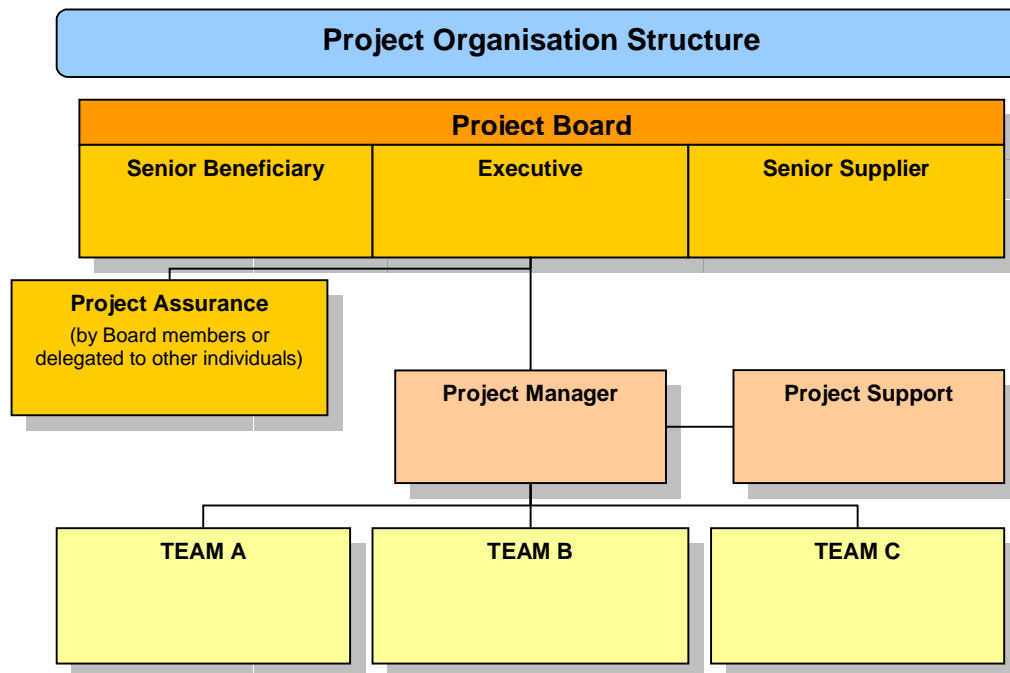 Project Organisation Structure
Project Board
Senior Beneficiary
Executive
Senior Supplier
Project Assurance
(by Board members or
delegated to other individuals)
Project Manager
Project Support
TEAM A
TEAM B
TEAM C